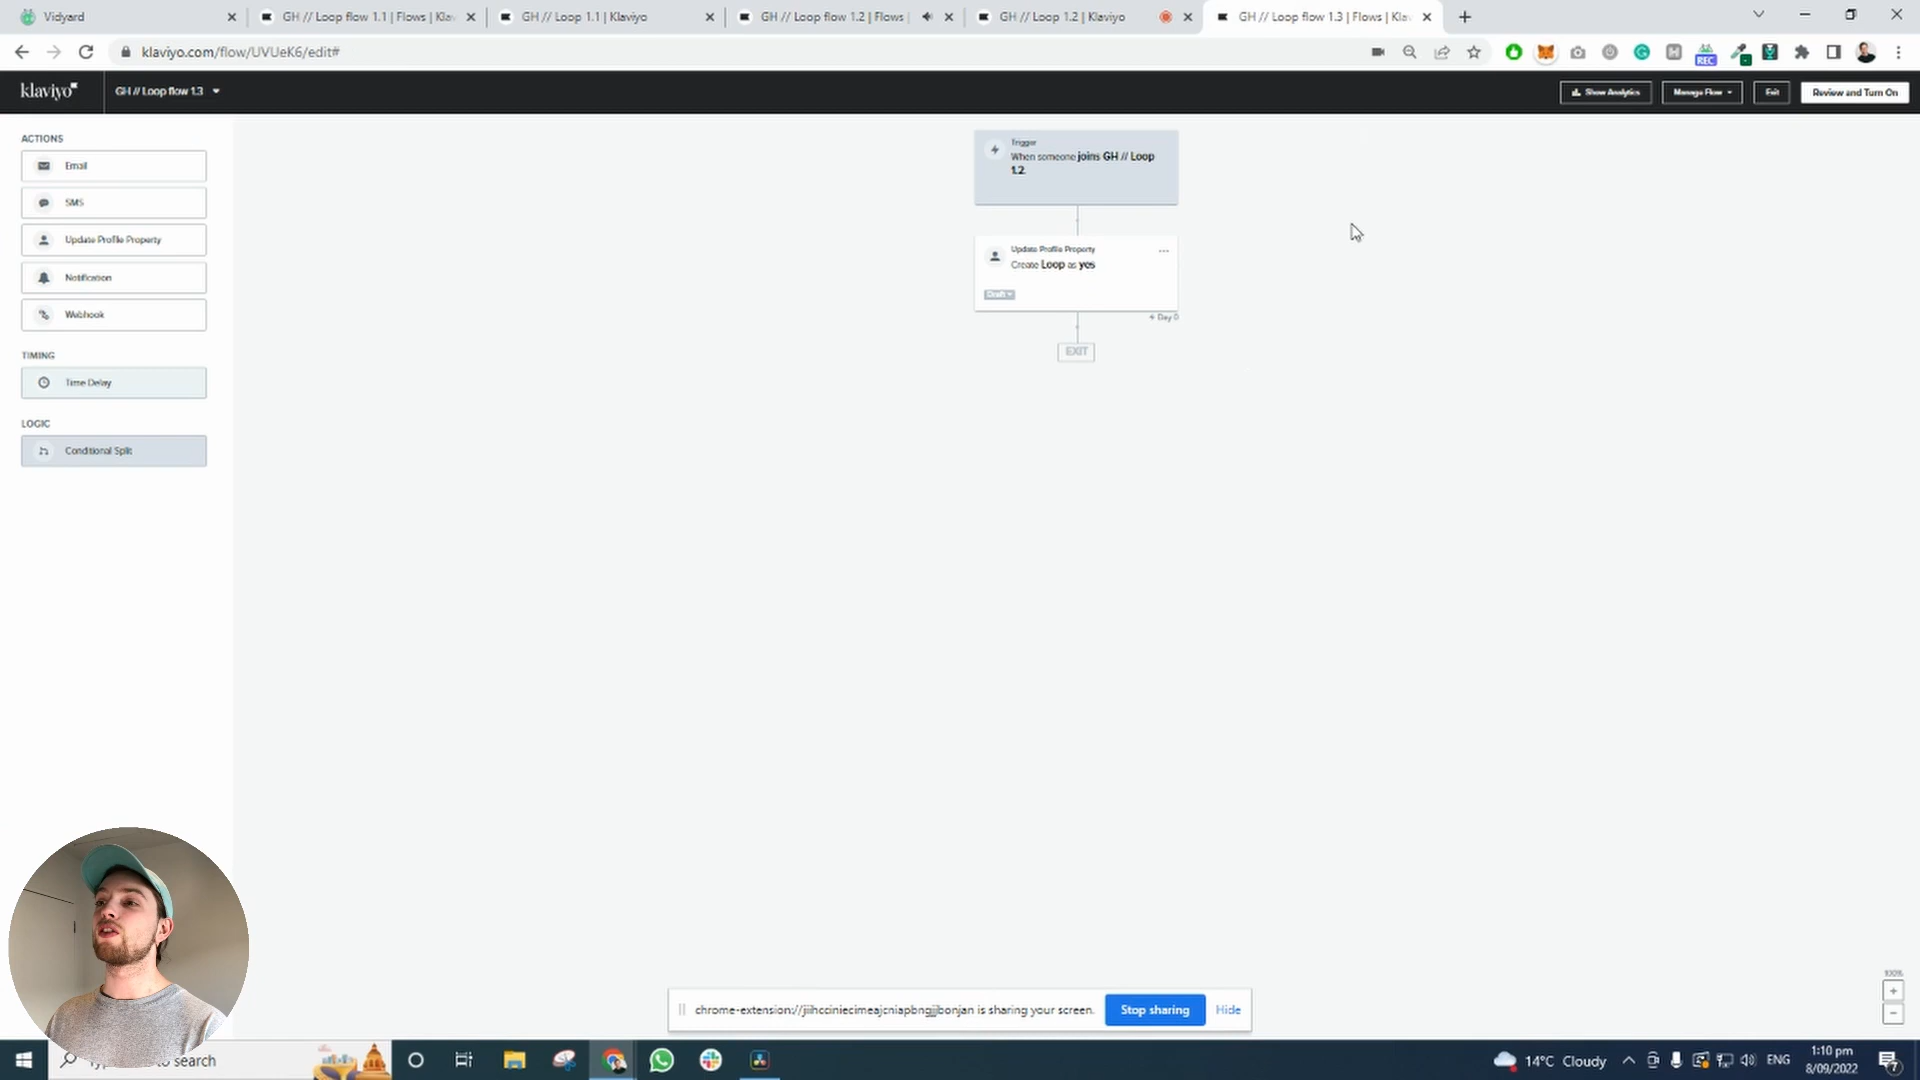 Vidyard
GH // Loop flow 1.1 | Flows | Kla
GH // Loop 1.1 | Klaviyo
GH // Loop flow 1.2 | Flows |
GH // Loop 1.2 | Klaviyo
GH // Loop flow 1.3 | Flows | Kla
klaviyo.com/flow/UVUeK6/edit#
REC
klaviyo
GH // Loop flow 1.3
Show Analytics
Manage Flow
Exit
Review and Turn On
ACTIONS
Email
SMS
Update Profile Property
Notification
Webhook
TIMING
Time Delay
LOGIC
Conditional Split
Trigger
When someone joins GH // Loop
1.2.
Update Profile Property
Create Loop as yes
Draft
Day 0
EXIT
100%
chrome-extension://jiihcciniecimeajcniapbngjjbonjan is sharing your screen.
Stop sharing
Hide
search
14°C Cloudy
ENG
1:10 pm
8/09/2022
7